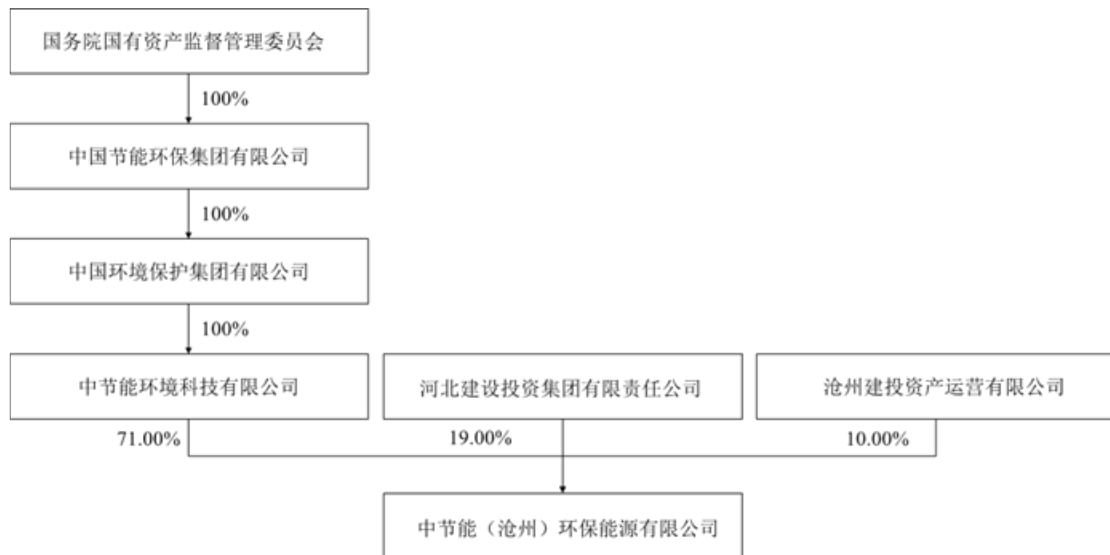 国务院国有资产监督管理委员会
100%
中国节能环保集团有限公司
100%
中国环境保护集团有限公司
100%
中节能环境科技有限公司
河北建设投资集团有限责任公司
沧州建投资产运营有限公司
71.00%
19.00%
10.00%
中节能（沧州）环保能源有限公司